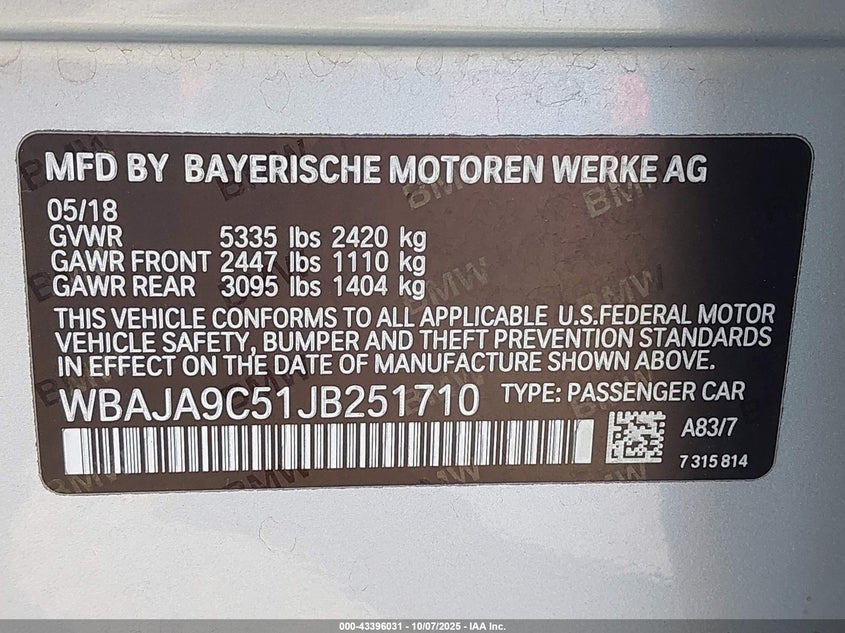 MFD BY BAYERISCHE MOTOREN WERKE AG
05/18
GVWR 5335 lbs 2420 kg
GAWR FRONT 2447 lbs 1110 kg
GAWR REAR 3095 lbs 1404 kg
THIS VEHICLE CONFORMS TO ALL APPLICABLE U.S.FEDERAL MOTOR
VEHICLE SAFETY, BUMPER AND THEFT PREVENTION STANDARDS
IN EFFECT ON THE DATE OF MANUFACTURE SHOWN ABOVE.
WBAJA9C51JB251710 TYPE: PASSENGER CAR
A83/7
7 315 814
000-43396031 - 10/07/2025 - IAA Inc.